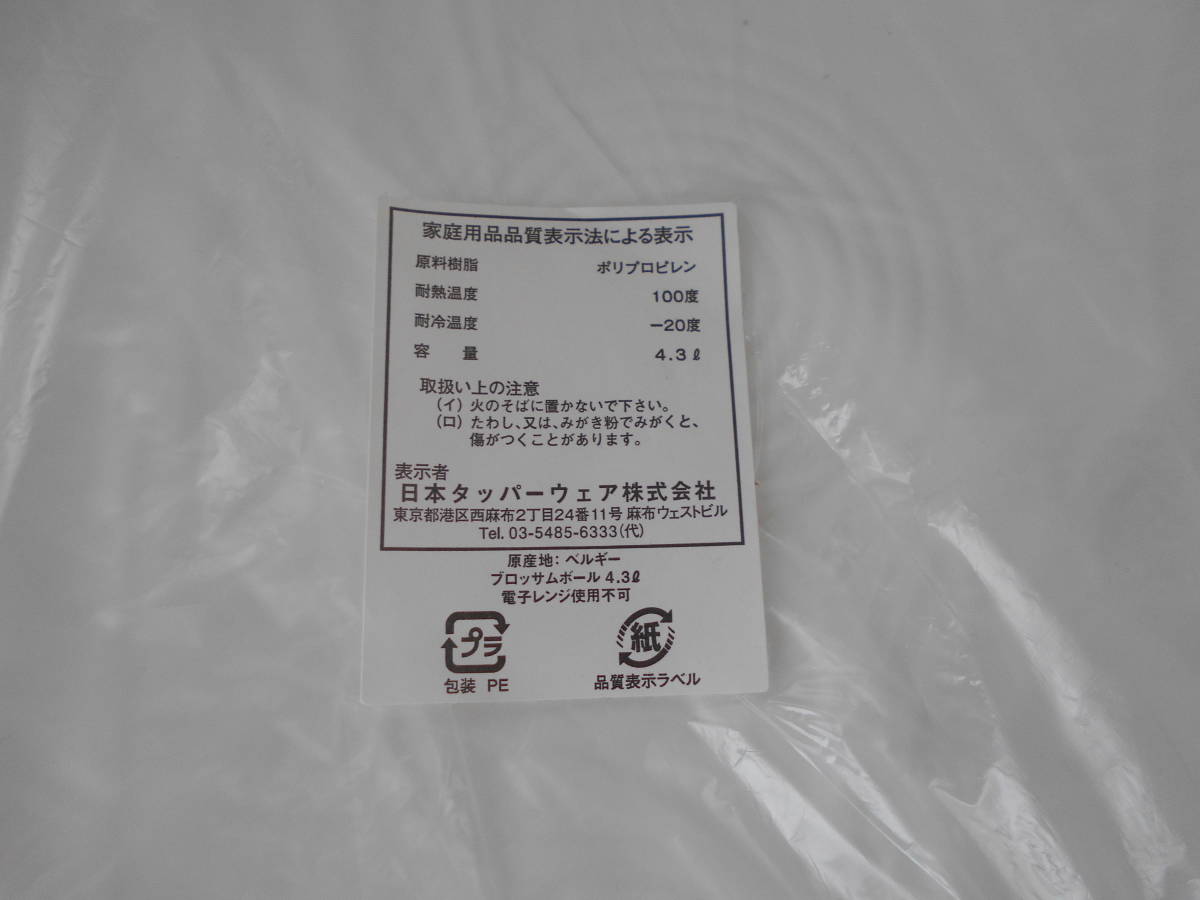 家庭用品品質表示法による表示
原料樹脂 ポリプロピレン
耐熱温度 100度
耐冷温度 −20度
容 量 4.3ℓ
取扱い上の注意
(イ) 火のそばに置かないで下さい。
(ロ) たわし、又は、みがき粉でみがくと、
傷がつくことがあります。
表示者
日本タッパーウェア株式会社
東京都港区西麻布2丁目24番11号 麻布ウェストビル
Tel. 03-5485-6333(代)
原産地: ベルギー
ブロッサムボール 4.3ℓ
電子レンジ使用不可
プラ 紙
包装 PE 品質表示ラベル